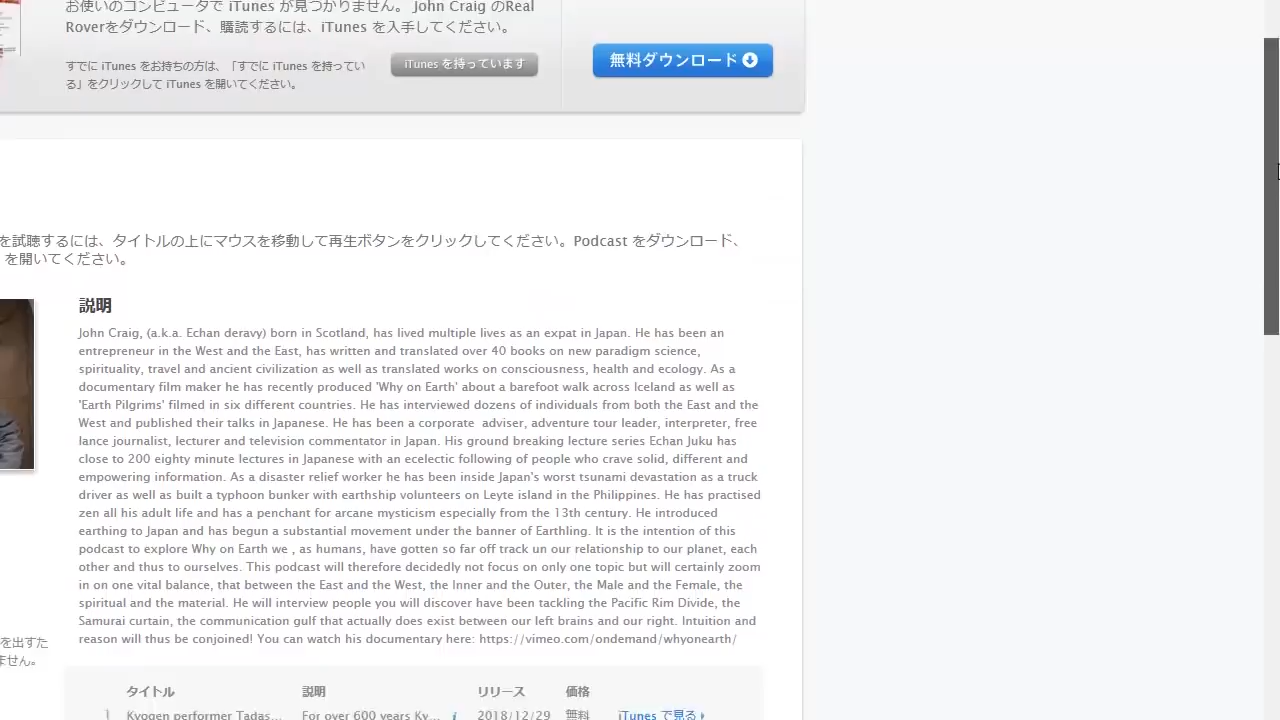 お使いのコンピュータで iTunes が見つかりません。 John Craig のReal
Roverをダウンロード、購読するには、iTunes を入手してください。
すでに iTunes をお持ちの方は、「すでに iTunes を持ってい
る」をクリックして iTunes を開いてください。
iTunes を持っています
無料ダウンロード
を試聴するには、タイトルの上にマウスを移動して再生ボタンをクリックしてください。Podcast をダウンロード、
を開いてください。
説明
John Craig, (a.k.a. Echan deravy) born in Scotland, has lived multiple lives as an expat in Japan. He has been an
entrepreneur in the West and the East, has written and translated over 40 books on new paradigm science,
spirituality, travel and ancient civilization as well as translated works on consciousness, health and ecology. As a
documentary film maker he has recently produced 'Why on Earth' about a barefoot walk across Iceland as well as
'Earth Pilgrims' filmed in six different countries. He has interviewed dozens of individuals from both the East and the
West and published their talks in Japanese. He has been a corporate  adviser, adventure tour leader, interpreter, free
lance journalist, lecturer and television commentator in Japan. His ground breaking lecture series Echan Juku has
close to 200 eighty minute lectures in Japanese with an ecelectic following of people who crave solid, different and
empowering information. As a disaster relief worker he has been inside Japan's worst tsunami devastation as a truck
driver as well as built a typhoon bunker with earthship volunteers on Leyte island in the Philippines. He has practised
zen all his adult life and has a penchant for arcane mysticism especially from the 13th century. He introduced
earthing to Japan and has begun a substantial movement under the banner of Earthling. It is the intention of this
podcast to explore Why on Earth we , as humans, have gotten so far off track un our relationship to our planet, each
other and thus to ourselves. This podcast will therefore decidedly not focus on only one topic but will certainly zoom
in on one vital balance, that between the East and the West, the Inner and the Outer, the Male and the Female, the
spiritual and the material. He will interview people you will discover have been tackling the Pacific Rim Divide, the
Samurai curtain, the communication gulf that actually does exist between our left brains and our right. Intuition and
reason will thus be conjoined! You can watch his documentary here: https://vimeo.com/ondemand/whyonearth/
を出すた
ません。
タイトル 説明 リリース 価格
1 Kyogen performer Tadas... For over 600 years Ky... i 2018/12/29 無料 iTunes で見る